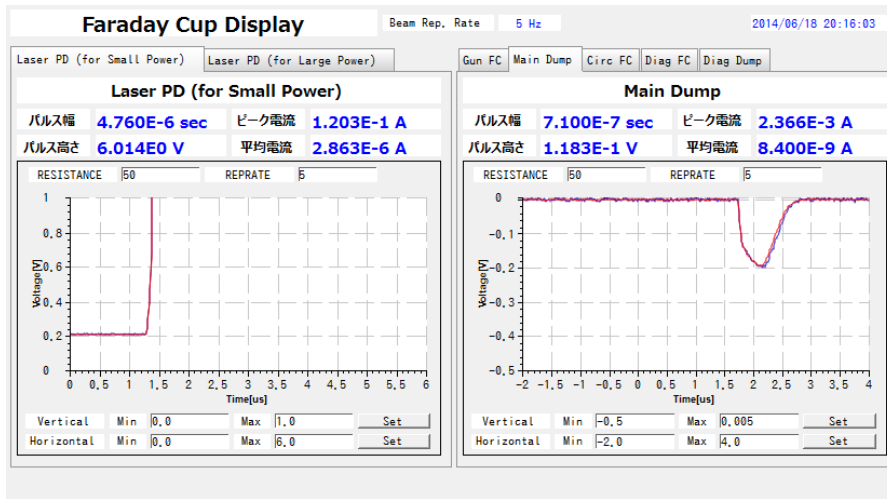 Faraday Cup Display
Beam Rep. Rate 5 Hz
2014/06/18 20:16:03
Laser PD (for Small Power) Laser PD (for Large Power)
Laser PD (for Small Power)
パルス幅 4.760E-6 sec ピーク電流 1.203E-1 A
パルス高さ 6.014E0 V 平均電流 2.863E-6 A
RESISTANCE 50 REPRATE 5
1
0.8
0.6
0.4
0.2
0
Voltage[V]
0 0.5 1 1.5 2 2.5 3 3.5 4 4.5 5 5.5 6
Time[us]
Vertical Min 0.0 Max 1.0 Set
Horizontal Min 0.0 Max 6.0 Set
Gun FC Main Dump Circ FC Diag FC Diag Dump
Main Dump
パルス幅 7.100E-7 sec ピーク電流 2.366E-3 A
パルス高さ 1.183E-1 V 平均電流 8.400E-9 A
RESISTANCE 50 REPRATE 5
0
-0.1
-0.2
-0.3
-0.4
-0.5
Voltage[V]
-2 -1.5 -1 -0.5 0 0.5 1 1.5 2 2.5 3 3.5 4
Time[us]
Vertical Min -0.5 Max 0.005 Set
Horizontal Min -2.0 Max 4.0 Set